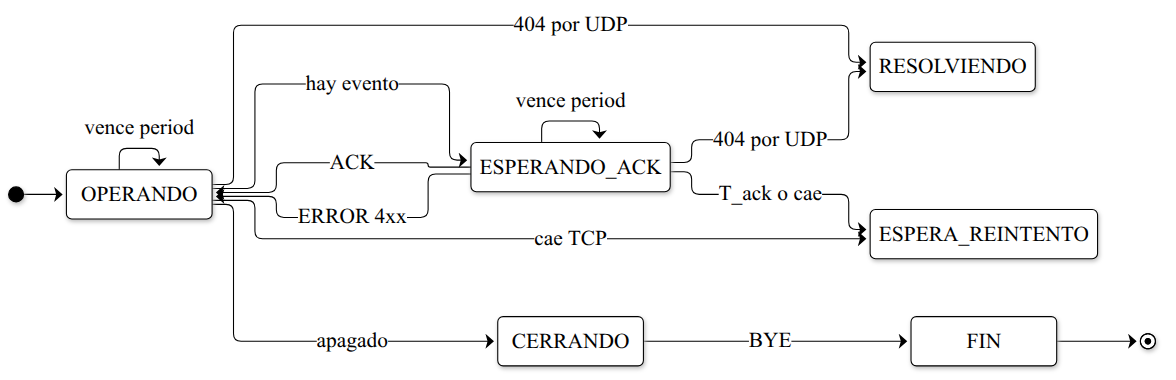 404 por UDP
RESOLVIENDO
hay evento
vence period
vence period
404 por UDP
ACK
ESPERANDO_ACK
OPERANDO
T_ack o cae
ERROR 4xx
cae TCP
ESPERA_REINTENTO
apagado
CERRANDO
BYE
FIN